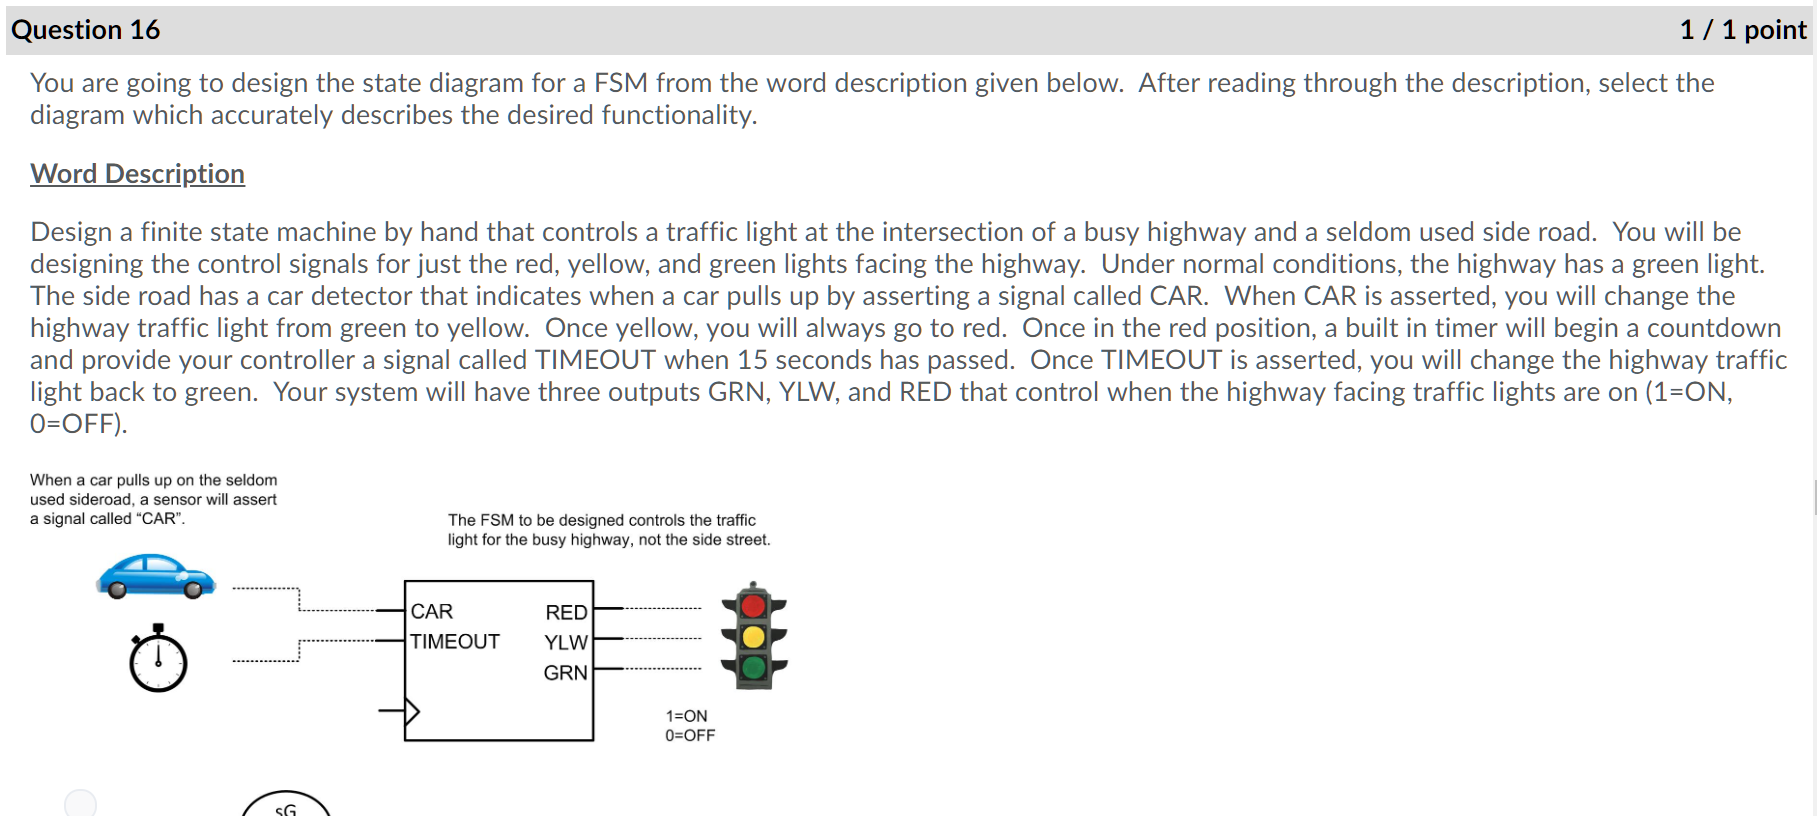 Question 16
1 / 1 point
You are going to design the state diagram for a FSM from the word description given below.  After reading through the description, select the
diagram which accurately describes the desired functionality.
Word Description
Design a finite state machine by hand that controls a traffic light at the intersection of a busy highway and a seldom used side road.  You will be
designing the control signals for just the red, yellow, and green lights facing the highway.  Under normal conditions, the highway has a green light.
The side road has a car detector that indicates when a car pulls up by asserting a signal called CAR.  When CAR is asserted, you will change the
highway traffic light from green to yellow.  Once yellow, you will always go to red.  Once in the red position, a built in timer will begin a countdown
and provide your controller a signal called TIMEOUT when 15 seconds has passed.  Once TIMEOUT is asserted, you will change the highway traffic
light back to green.  Your system will have three outputs GRN, YLW, and RED that control when the highway facing traffic lights are on (1=ON,
0=OFF).
When a car pulls up on the seldom
used sideroad, a sensor will assert
a signal called “CAR”.
The FSM to be designed controls the traffic
light for the busy highway, not the side street.
CAR
RED
TIMEOUT
YLW
GRN
1=ON
0=OFF
sG